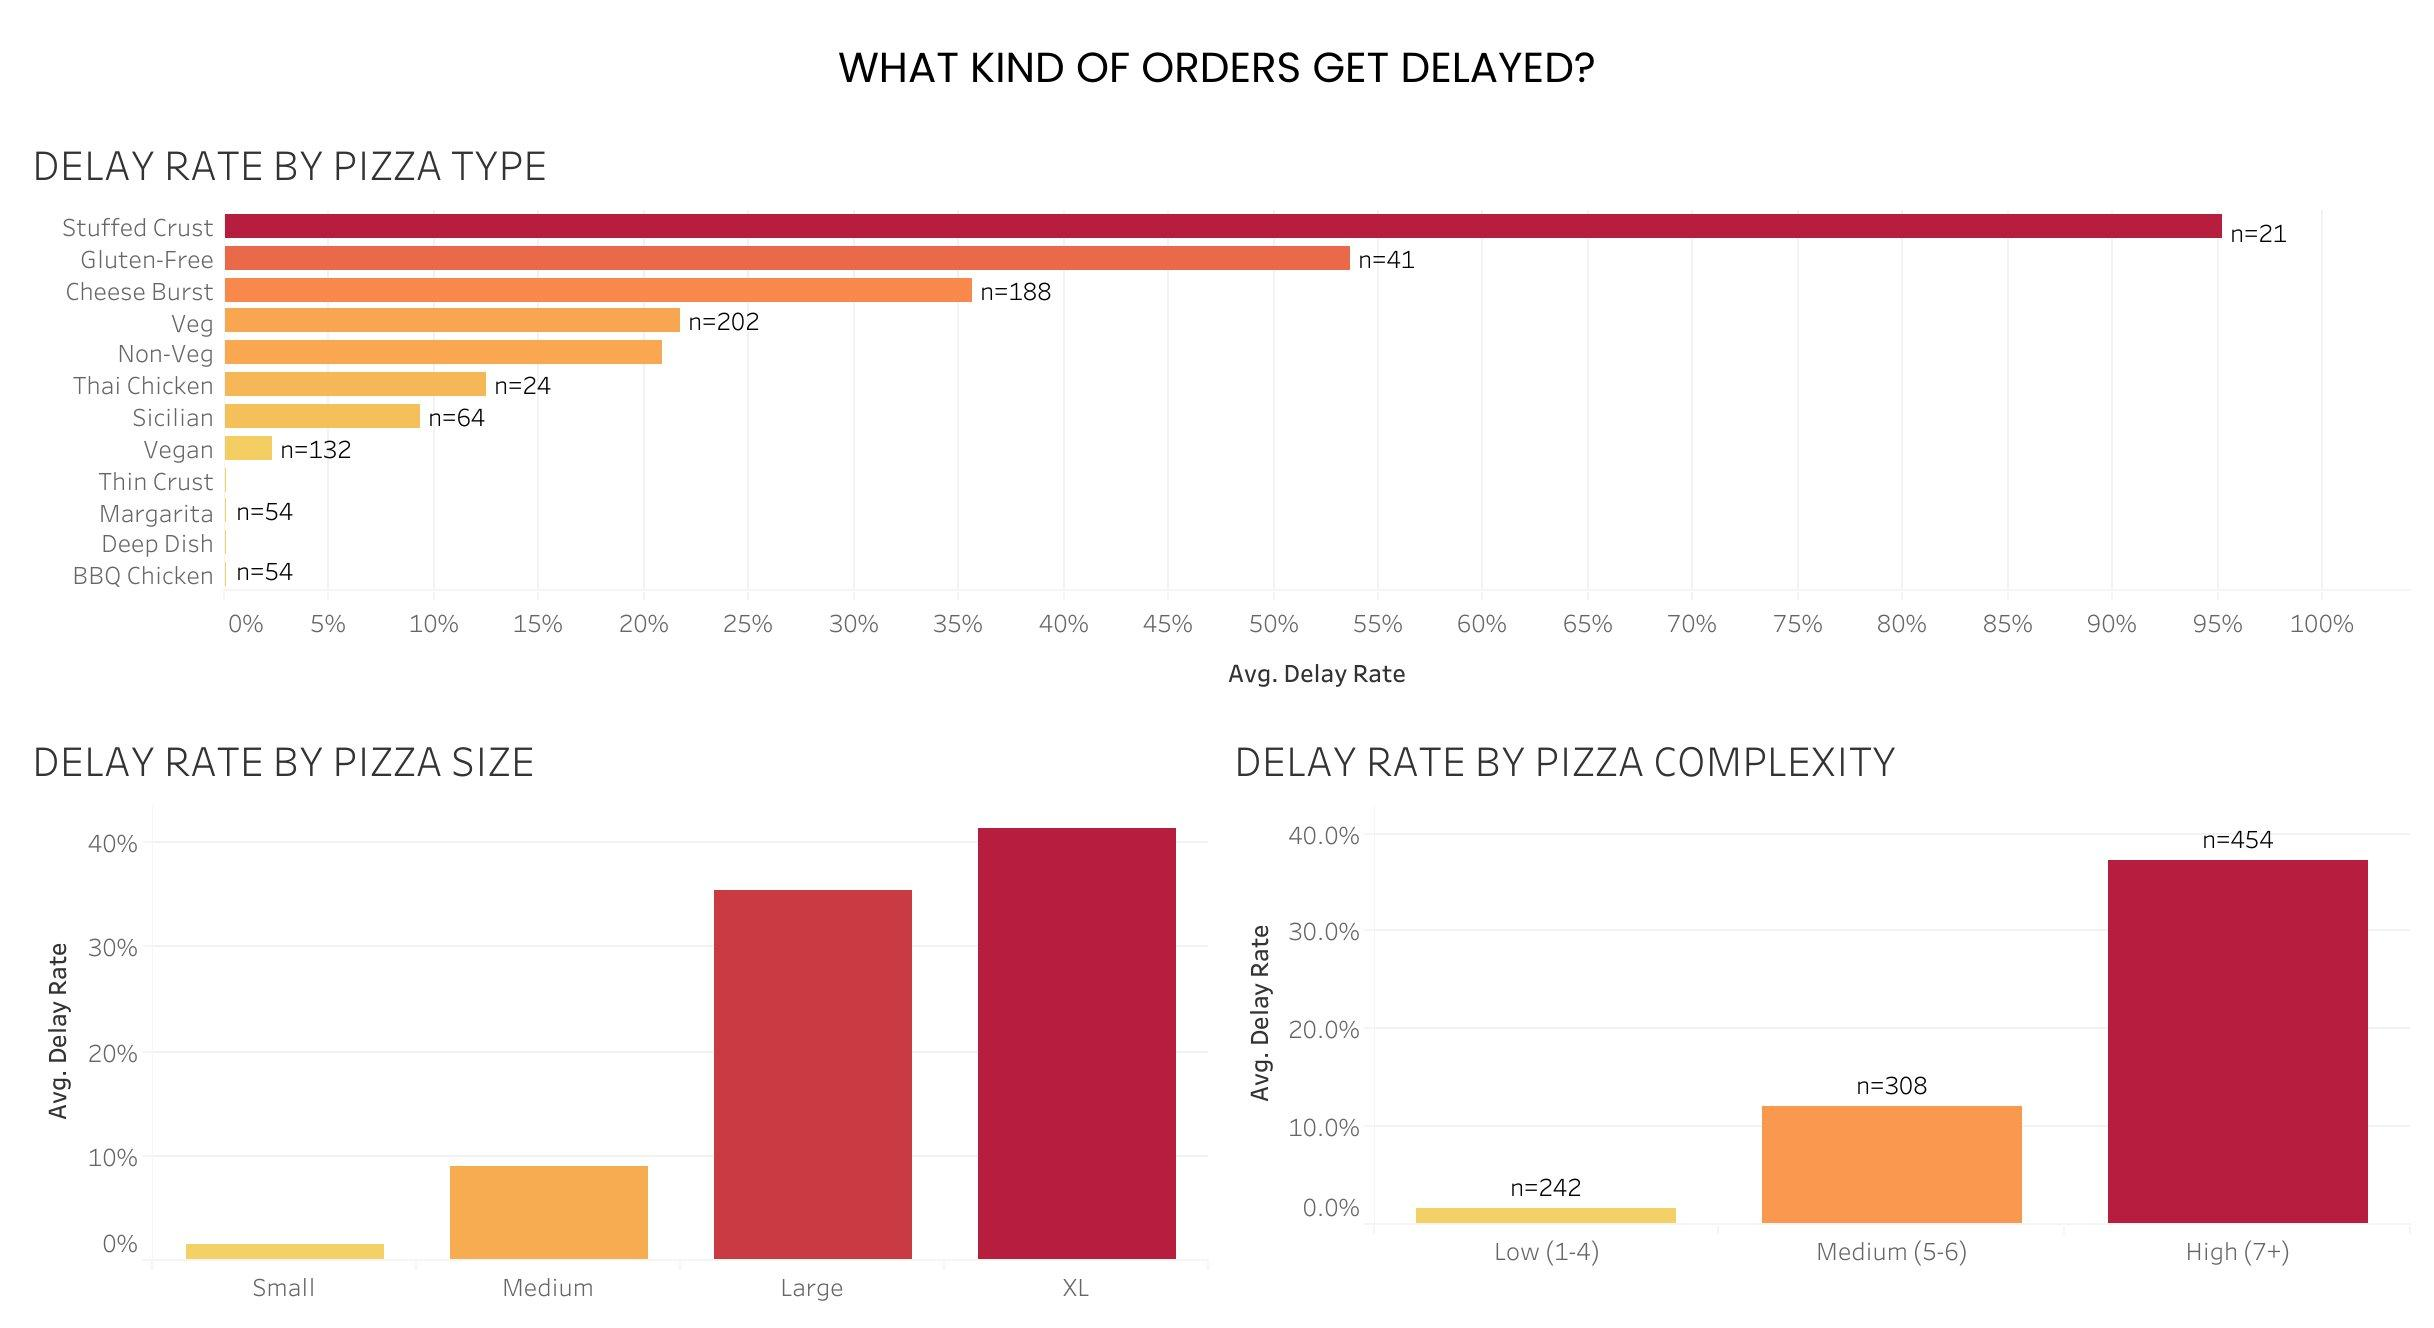 WHAT KIND OF ORDERS GET DELAYED?
DELAY RATE BY PIZZA TYPE
Stuffed Crust n=21
Gluten-Free n=41
Cheese Burst n=188
Veg n=202
Non-Veg
Thai Chicken n=24
Sicilian n=64
Vegan n=132
Thin Crust
Margarita n=54
Deep Dish
BBQ Chicken n=54
0% 5% 10% 15% 20% 25% 30% 35% 40% 45% 50% 55% 60% 65% 70% 75% 80% 85% 90% 95% 100%
Avg. Delay Rate
DELAY RATE BY PIZZA SIZE
40%
30%
20%
10%
0%
Avg. Delay Rate
Small Medium Large XL
DELAY RATE BY PIZZA COMPLEXITY
40.0%
30.0%
20.0%
10.0%
0.0%
Avg. Delay Rate
n=242
n=308
n=454
Low (1-4) Medium (5-6) High (7+)